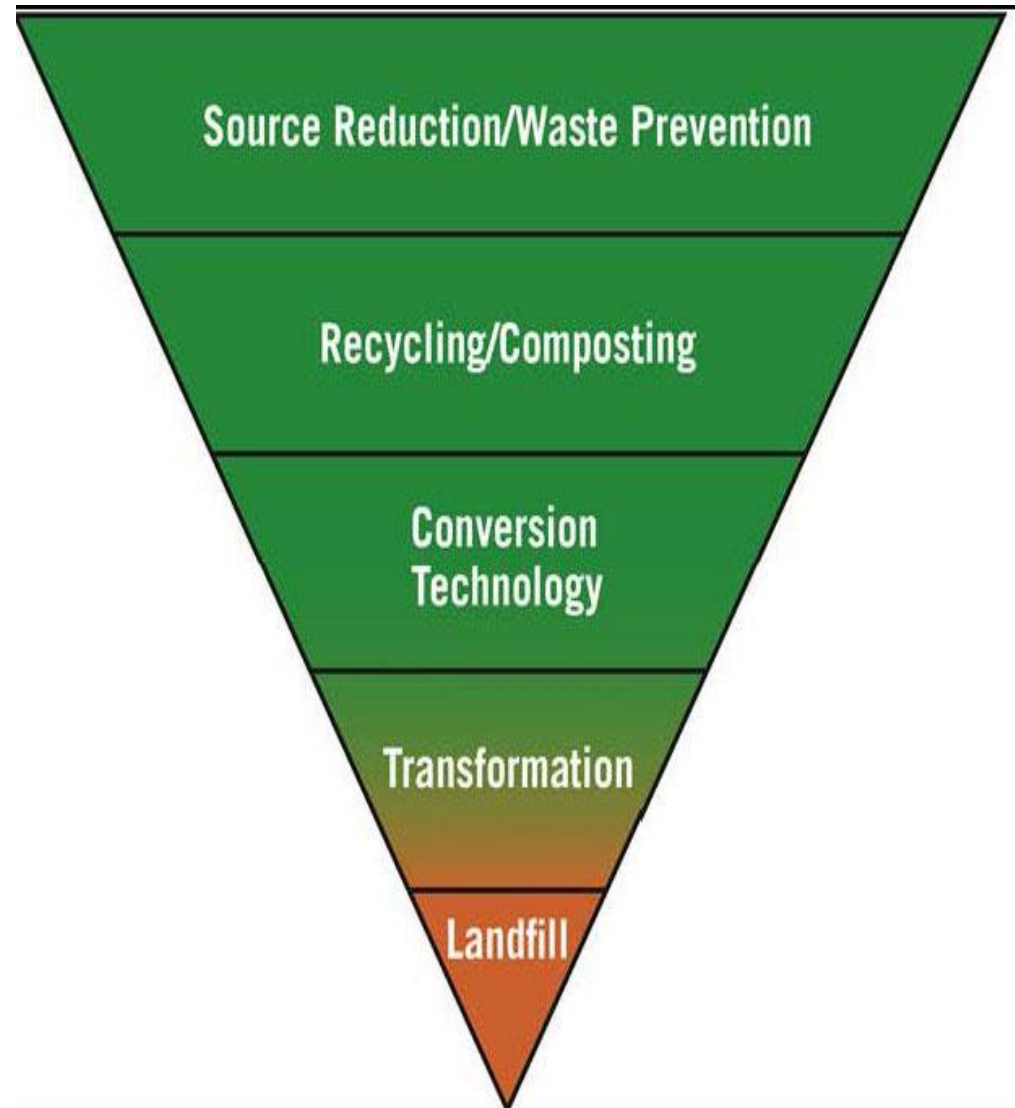 Source Reduction/Waste Prevention
Recycling/Composting
Conversion
Technology
Transformation
Landfill